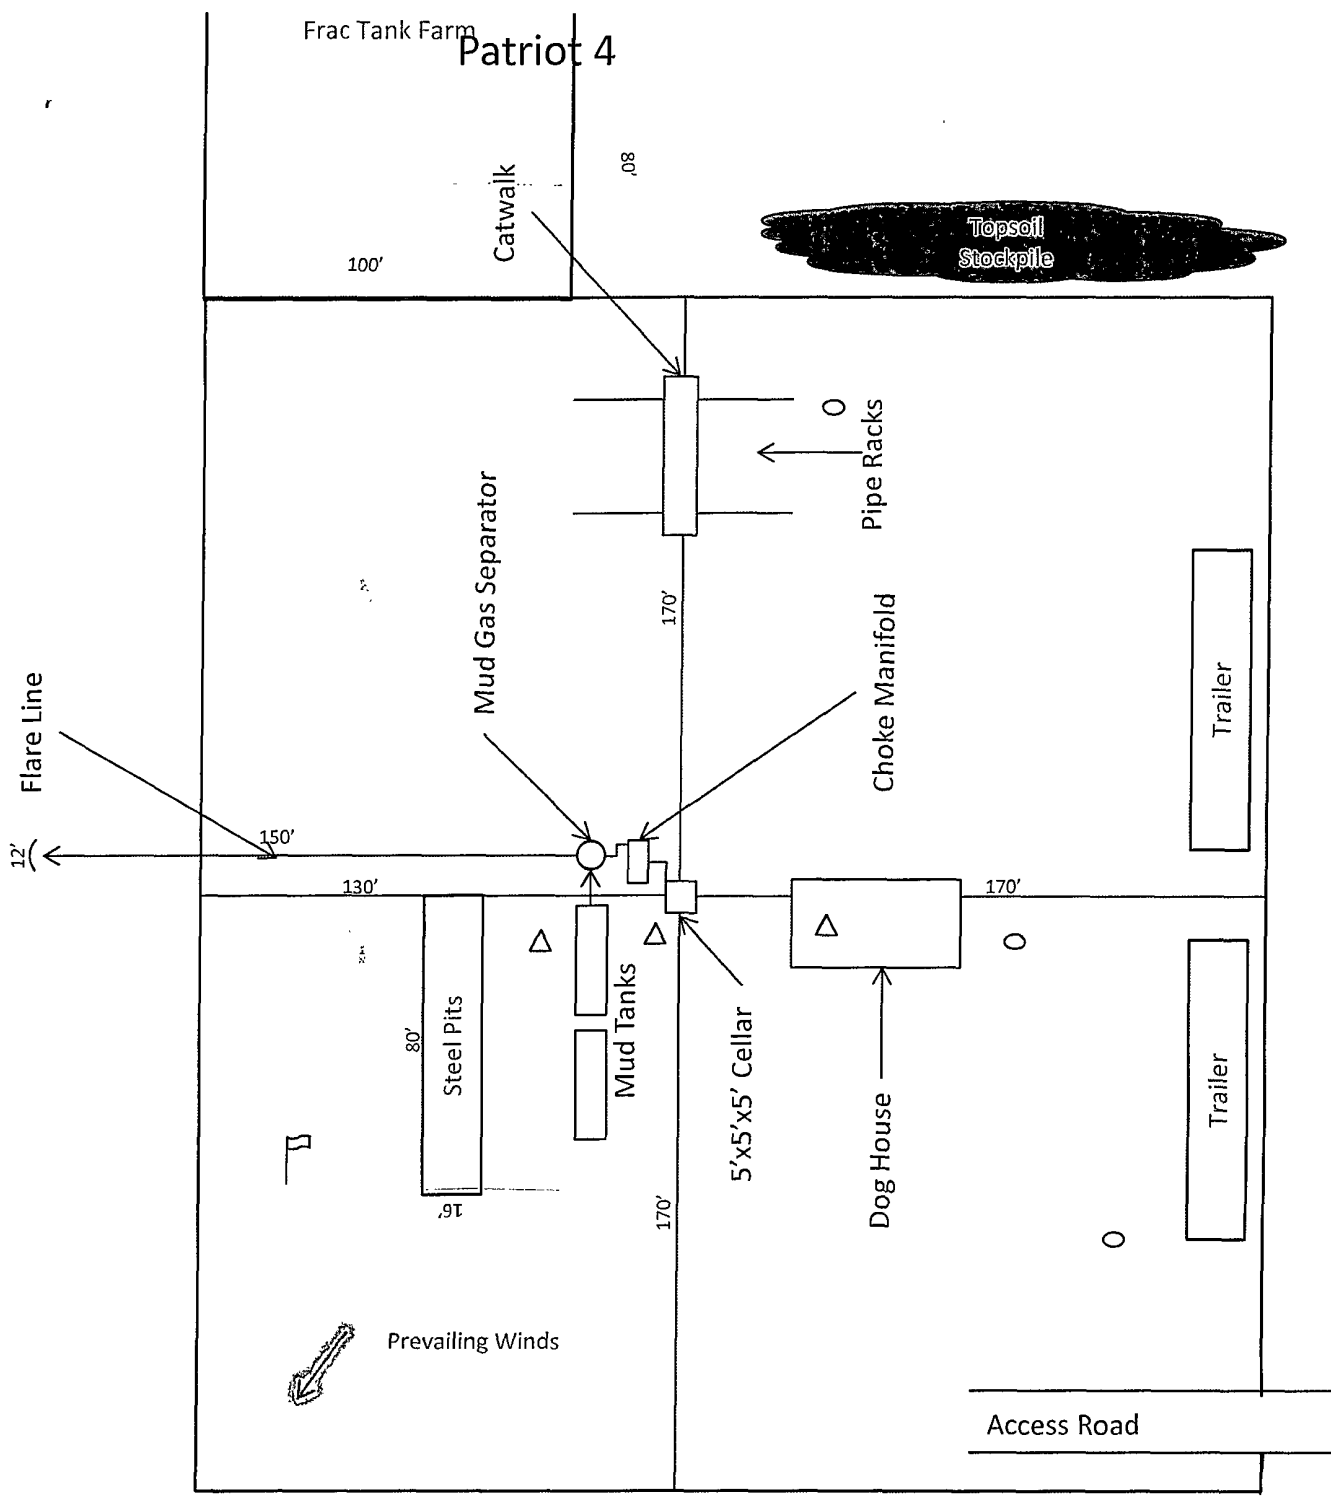 Frac Tank Farm
Patriot 4
80'
Catwalk
Topsoil
Stockpile
100'
Pipe Racks
Mud Gas Separator
170'
Choke Manifold
Trailer
Flare Line
12'
150'
130'
170'
Steel Pits
80'
16'
Mud Tanks
5'x5'x5' Cellar
Dog House
Trailer
170'
Prevailing Winds
Access Road